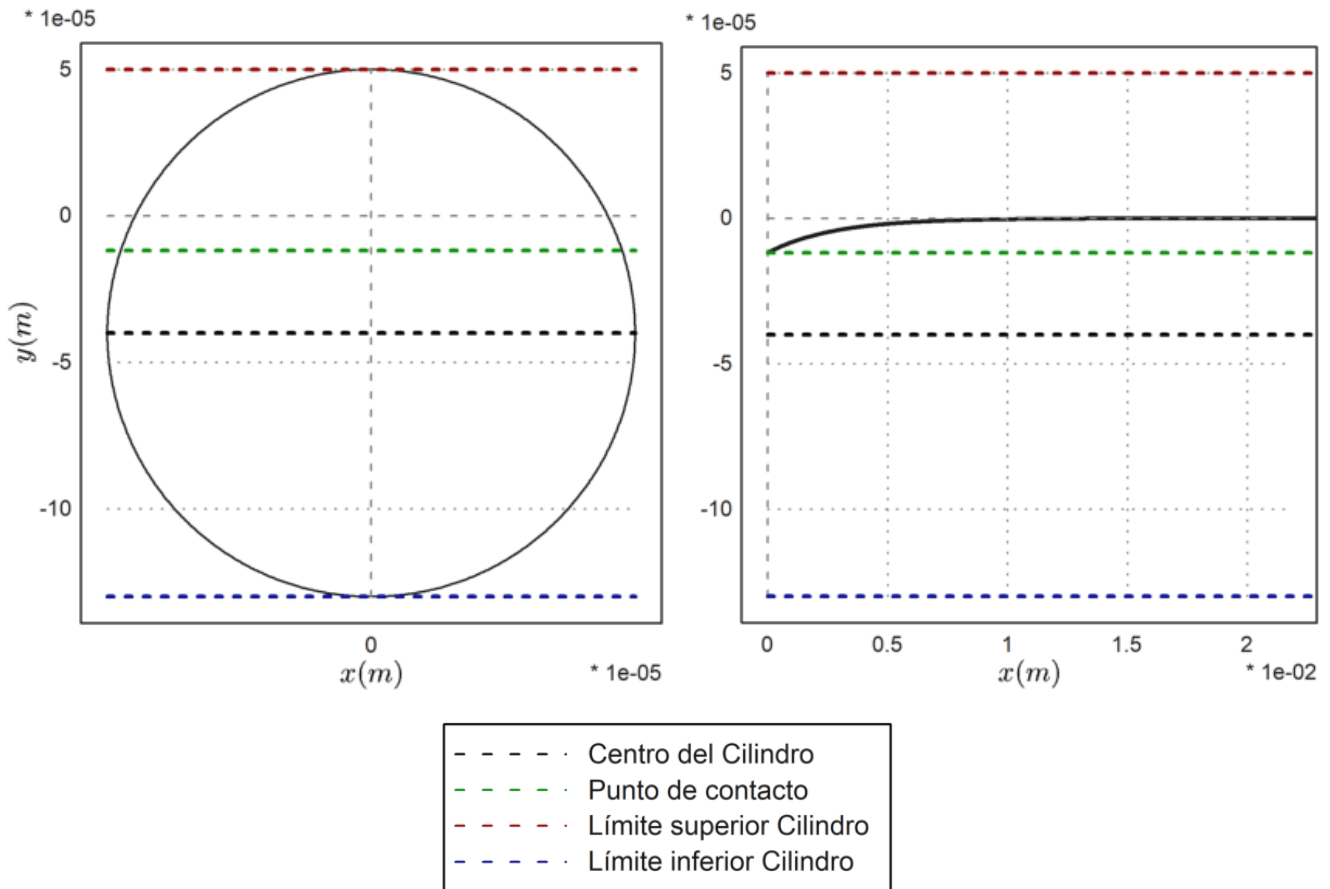 * 1e-05
5
0
-5
-10
y(m)
0
x(m)
* 1e-05
* 1e-05
5
0
-5
-10
0
0.5
1
1.5
2
x(m)
* 1e-02
Centro del Cilindro
Punto de contacto
Límite superior Cilindro
Límite inferior Cilindro